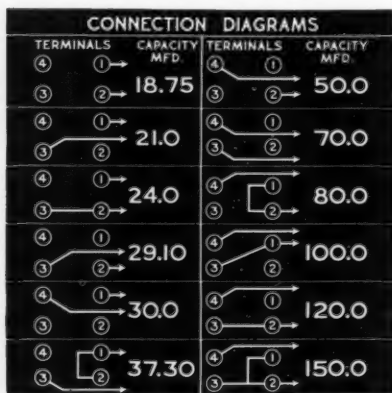 CONNECTION DIAGRAMS
TERMINALS CAPACITY MFD. TERMINALS CAPACITY MFD.
4 1 4 1
3 2 18.75 3 2 50.0
4 1 4 1
3 2 21.0 3 2 70.0
4 1 4 1
3 2 24.0 3 2 80.0
4 1 4 1
3 2 29.10 3 2 100.0
4 1 4 1
3 2 30.0 3 2 120.0
4 1 4 1
3 2 37.30 3 2 150.0